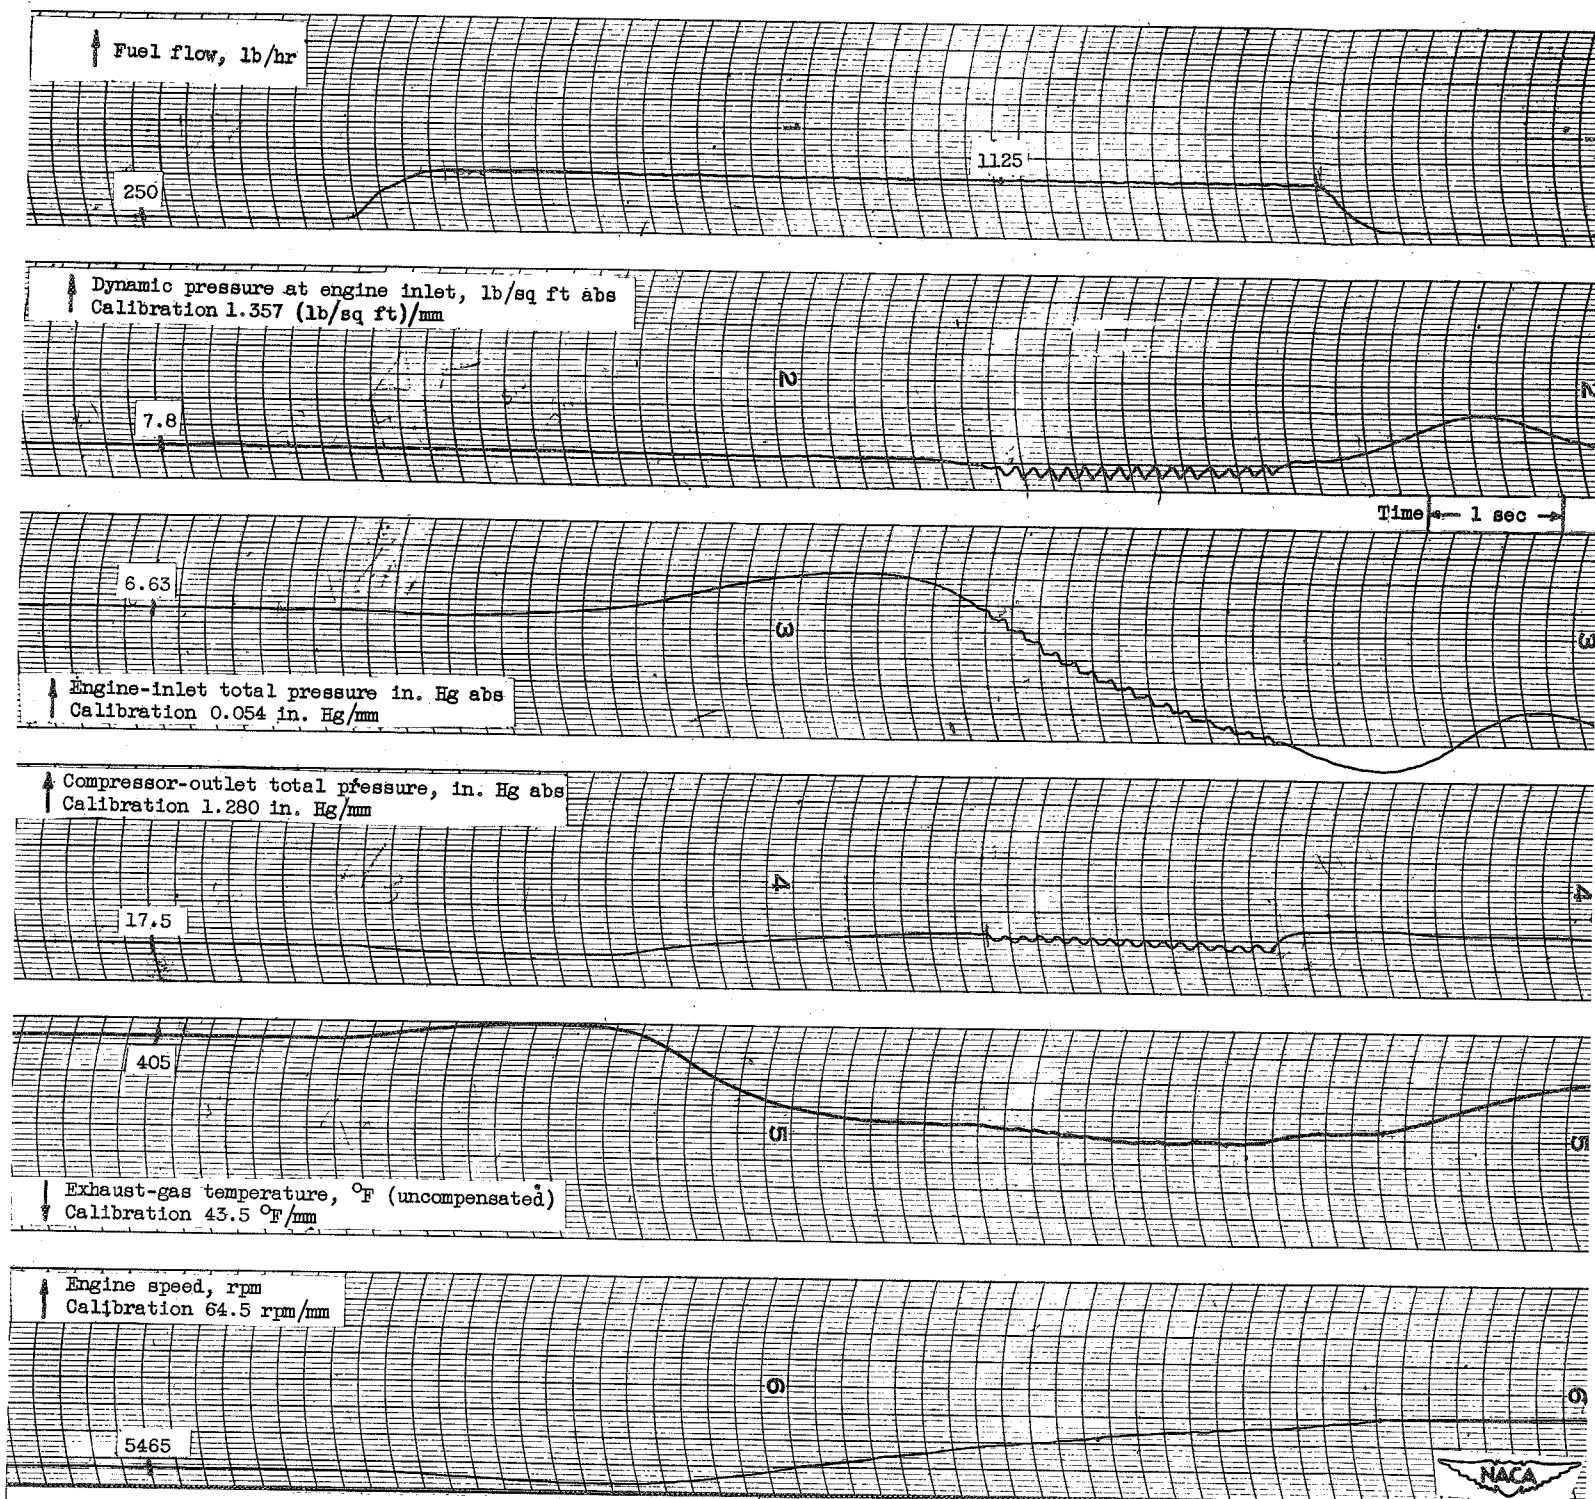 Fuel flow, lb/hr
250
1125
Dynamic pressure at engine inlet, lb/sq ft abs
Calibration 1.357 (lb/sq ft)/mm
7.8
2
2
Time 1 sec
6.63
3
3
Engine-inlet total pressure in. Hg abs
Calibration 0.054 in. Hg/mm
Compressor-outlet total pressure, in. Hg abs
Calibration 1.280 in. Hg/mm
4
4
17.5
405
5
5
Exhaust-gas temperature, °F (uncompensated)
Calibration 43.5 °F/mm
Engine speed, rpm
Calibration 64.5 rpm/mm
6
6
5465
NACA